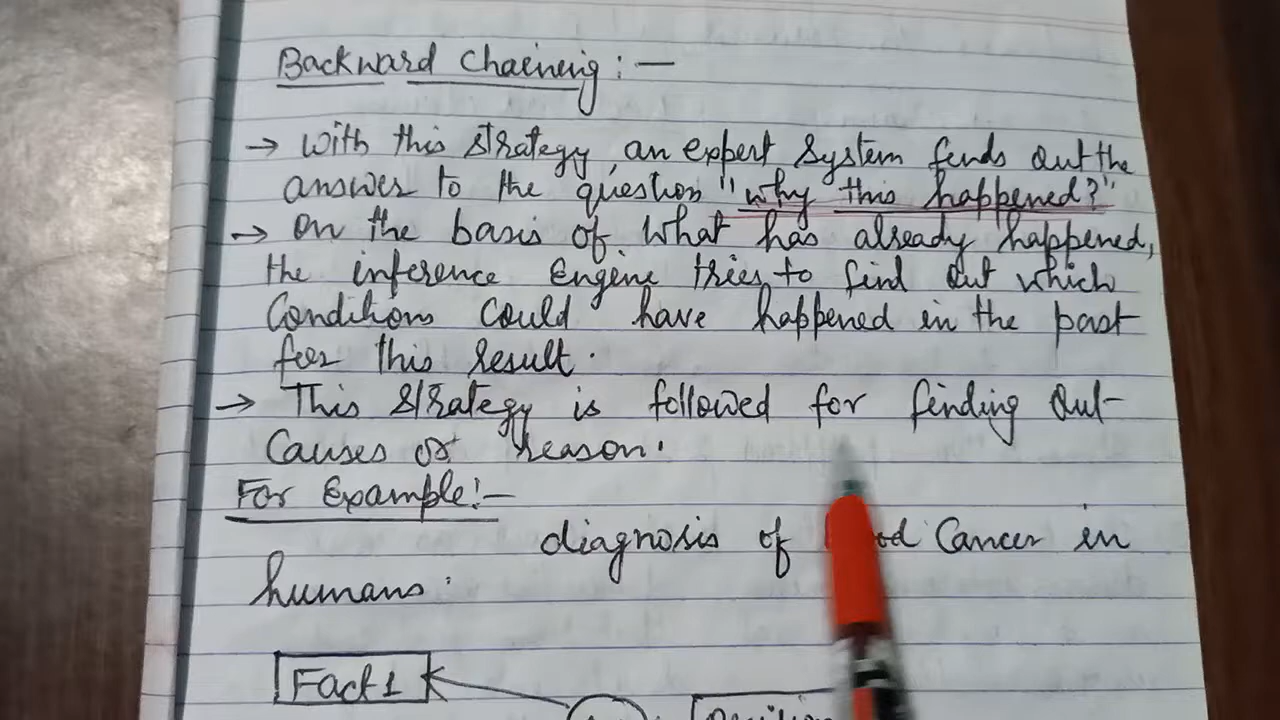 Backward Chaining: —
→ With this strategy, an expert system finds out the
answer to the question "why this happened?"
→ On the basis of what has already happened,
the inference Engine tries to find out which
Conditions Could have happened in the past
for this result.
→ This strategy is followed for finding out
Causes or reason.
For Example:-
diagnosis of Cancer in
humans.
Fact1